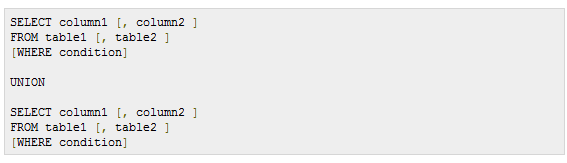 SELECT column1 [, column2 ]
FROM table1 [, table2 ]
[WHERE condition]
UNION
SELECT column1 [, column2 ]
FROM table1 [, table2 ]
[WHERE condition]